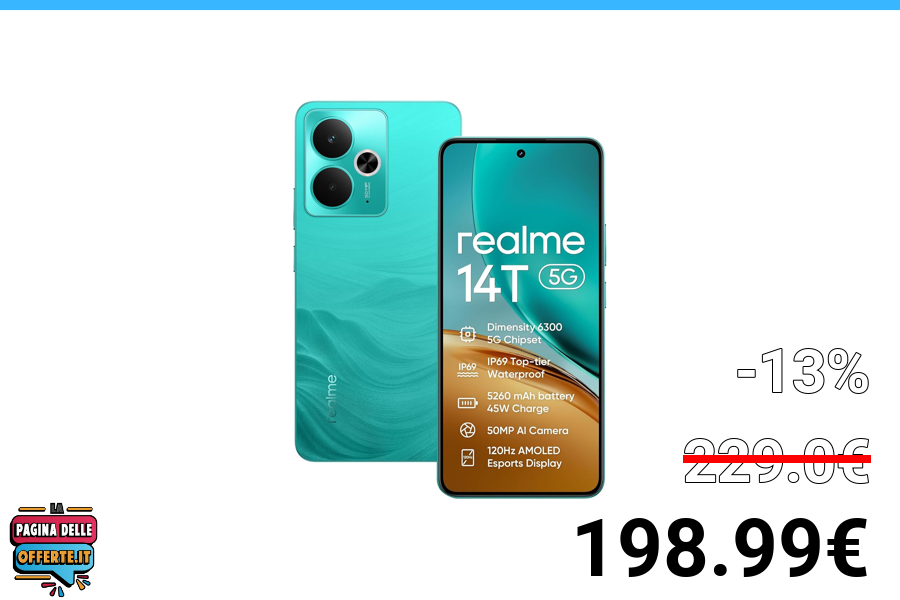 realme
realme
14T 5G
Dimensity 6300
5G Chipset
IP69
IP69 Top-tier
Waterproof
5260 mAh battery
45W Charge
50MP AI Camera
120Hz AMOLED
Esports Display
-13%
229.0€
198.99€
LA
PAGINA DELLE
OFFERTE.IT